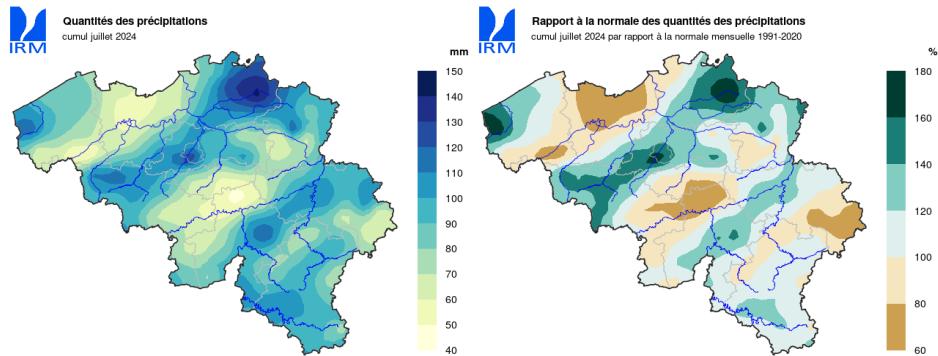 Quantités des précipitations
cumul juillet 2024
IRM
mm
150
140
130
120
110
100
90
80
70
60
50
40
Rapport à la normale des quantités des précipitations
cumul juillet 2024 par rapport à la normale mensuelle 1991-2020
IRM
%
180
160
140
120
100
80
60